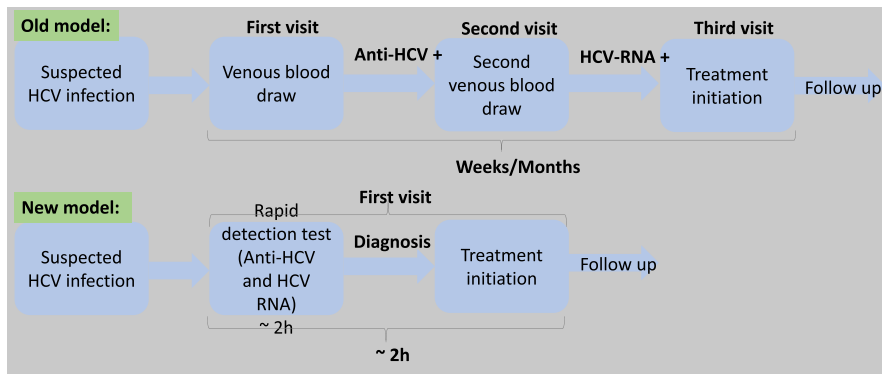 Old model:
First visit
Second visit
Third visit
Suspected
HCV infection
Venous blood
draw
Anti-HCV +
Second
venous blood
draw
HCV-RNA +
Treatment
initiation
Follow up
Weeks/Months
New model:
First visit
Suspected
HCV infection
Rapid
detection test
(Anti-HCV
and HCV
RNA)
~ 2h
Diagnosis
Treatment
initiation
Follow up
~ 2h